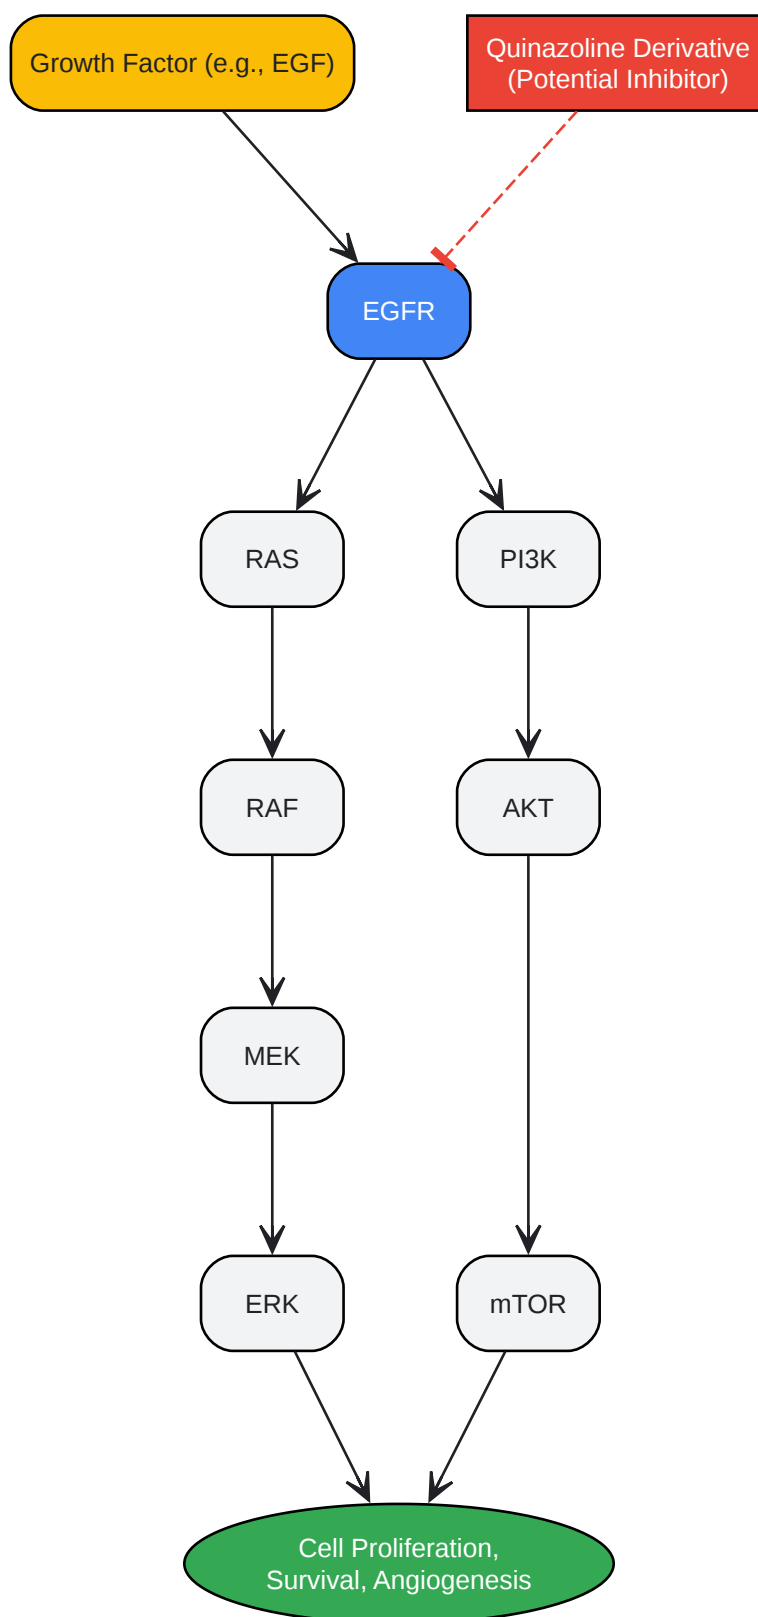 Growth Factor (e.g., EGF)
Quinazoline Derivative
(Potential Inhibitor)
EGFR
RAS
PI3K
RAF
AKT
MEK
ERK
mTOR
Cell Proliferation,
Survival, Angiogenesis